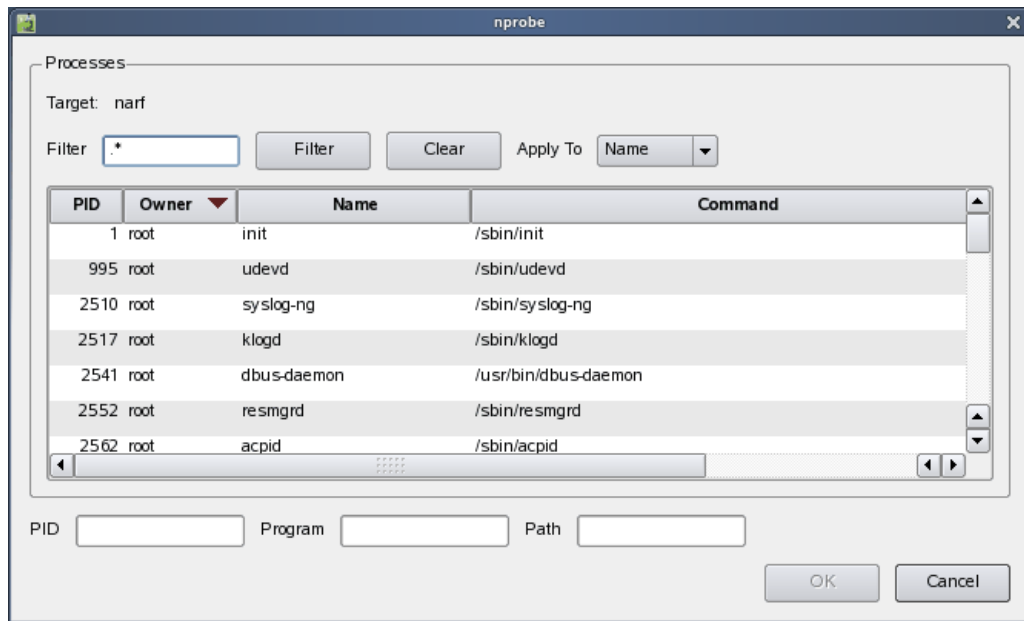 nprobe
Processes
Target: narf
Filter .* Filter Clear Apply To Name
PID Owner Name Command
1 root init /sbin/init
995 root udevd /sbin/udevd
2510 root syslog-ng /sbin/syslog-ng
2517 root klogd /sbin/klogd
2541 root dbus-daemon /usr/bin/dbus-daemon
2552 root resmgrd /sbin/resmgrd
2562 root acpid /sbin/acpid
PID Program Path
OK Cancel